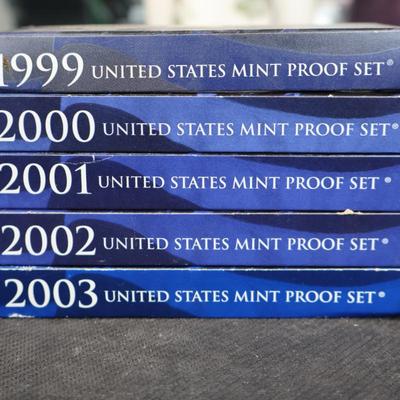 1999 UNITED STATES MINT PROOF SET®
2000 UNITED STATES MINT PROOF SET®
2001 UNITED STATES MINT PROOF SET®
2002 UNITED STATES MINT PROOF SET®
2003 UNITED STATES MINT PROOF SET®